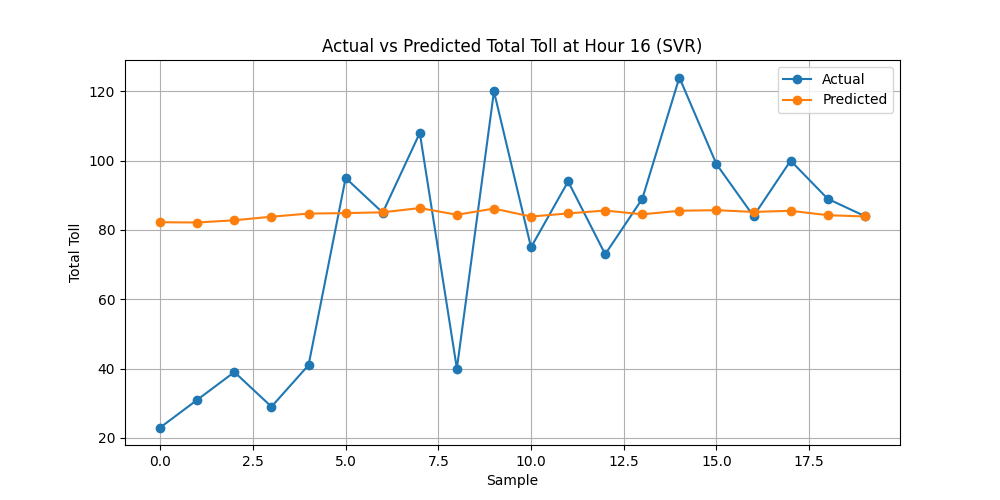 Actual vs Predicted Total Toll at Hour 16 (SVR)
Actual
Predicted
Total Toll
120
100
80
60
40
20
0.0 2.5 5.0 7.5 10.0 12.5 15.0 17.5
Sample